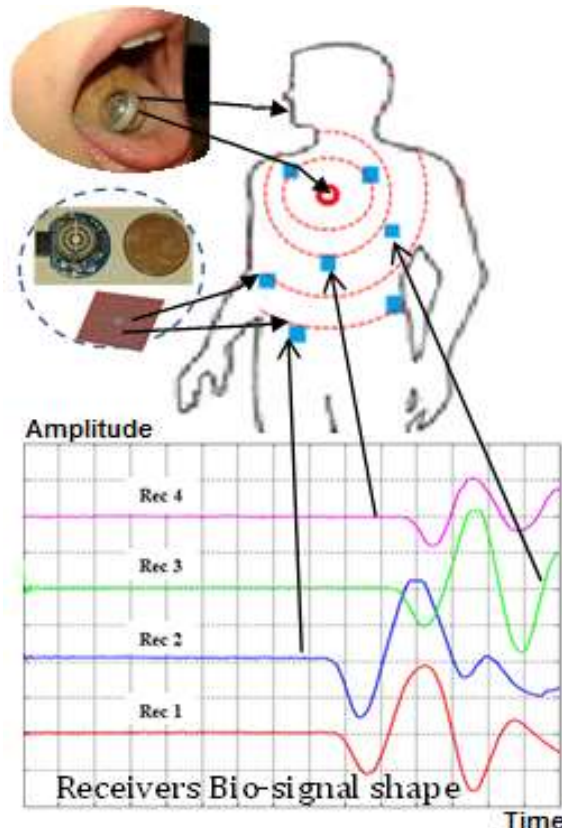 Amplitude
Rec 4
Rec 3
Rec 2
Rec 1
Receivers Bio-signal shape
Time